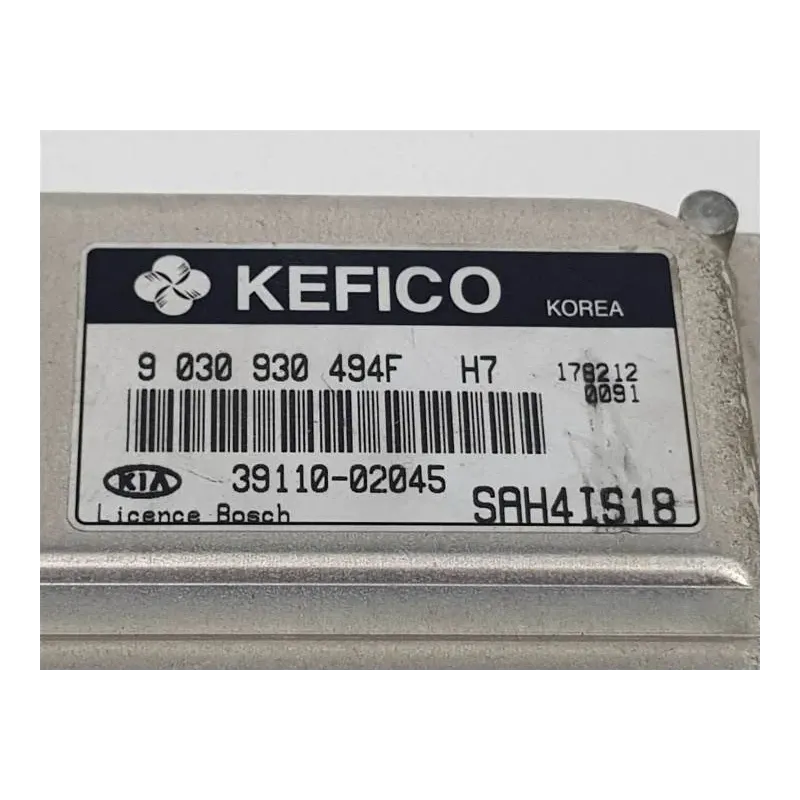 KEFICO KOREA
9 030 930 494F H7 178212
0091
KIA 39110-02045 SAH4IS18
Licence Bosch